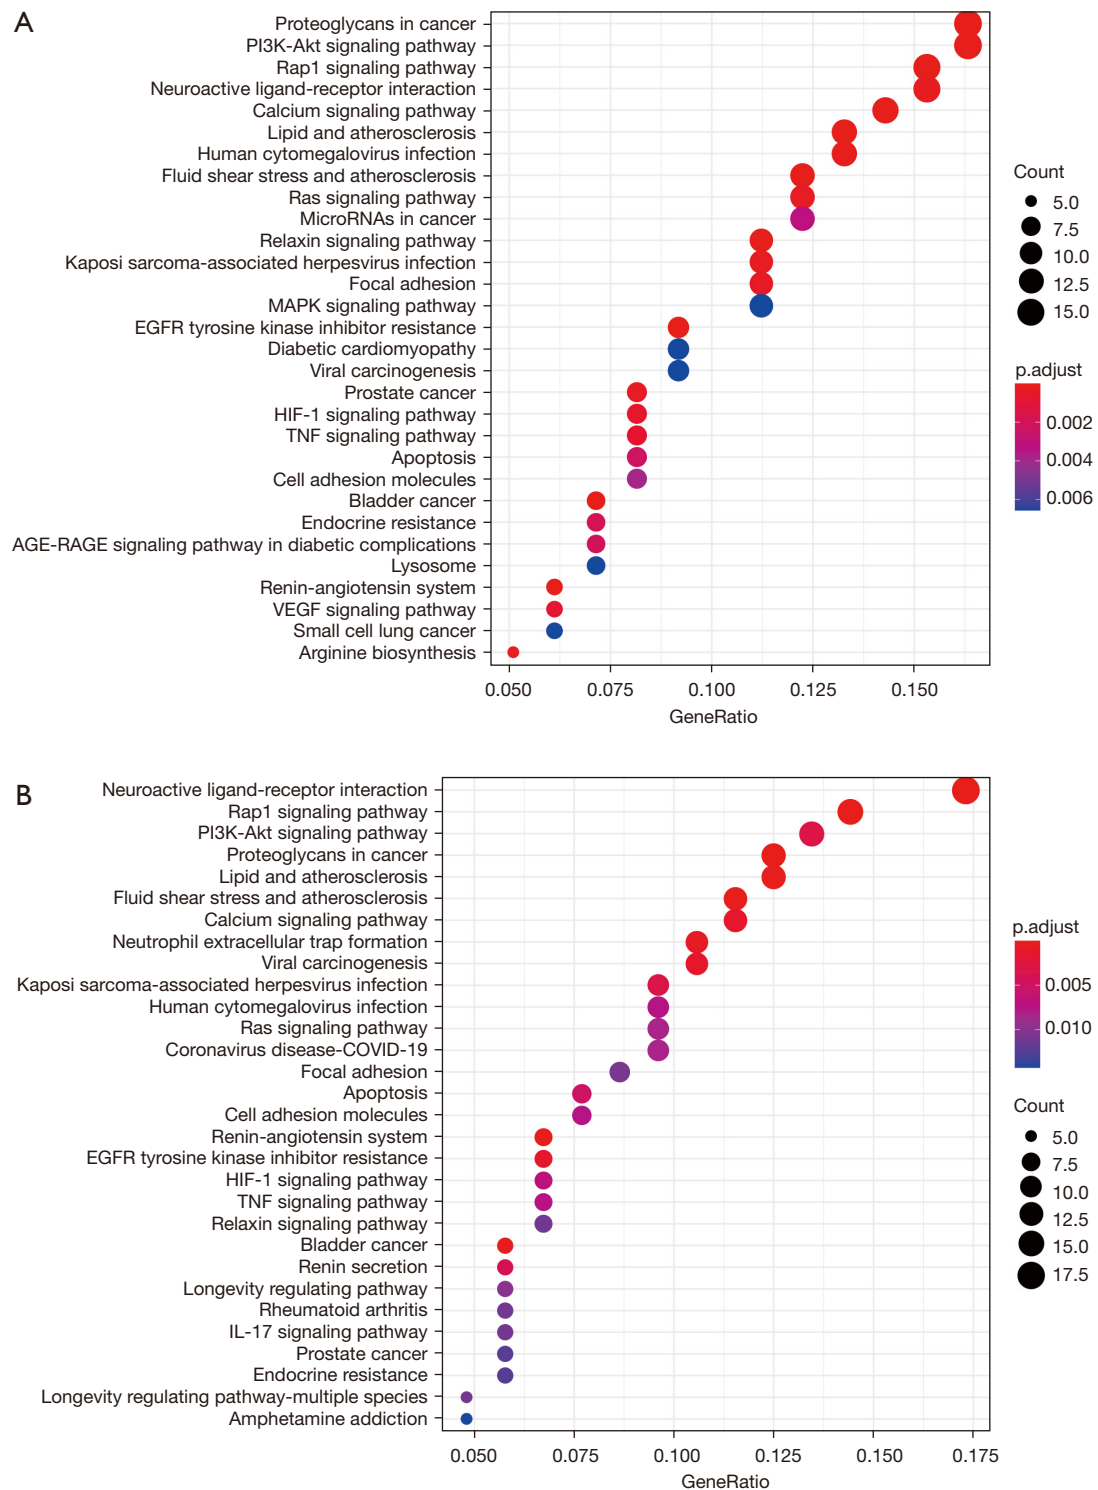 A
Proteoglycans in cancer
PI3K-Akt signaling pathway
Rap1 signaling pathway
Neuroactive ligand-receptor interaction
Calcium signaling pathway
Lipid and atherosclerosis
Human cytomegalovirus infection
Fluid shear stress and atherosclerosis
Ras signaling pathway
MicroRNAs in cancer
Relaxin signaling pathway
Kaposi sarcoma-associated herpesvirus infection
Focal adhesion
MAPK signaling pathway
EGFR tyrosine kinase inhibitor resistance
Diabetic cardiomyopathy
Viral carcinogenesis
Prostate cancer
HIF-1 signaling pathway
TNF signaling pathway
Apoptosis
Cell adhesion molecules
Bladder cancer
Endocrine resistance
AGE-RAGE signaling pathway in diabetic complications
Lysosome
Renin-angiotensin system
VEGF signaling pathway
Small cell lung cancer
Arginine biosynthesis
0.050 0.075 0.100 0.125 0.150
GeneRatio
Count
5.0
7.5
10.0
12.5
15.0
p.adjust
0.002
0.004
0.006
B
Neuroactive ligand-receptor interaction
Rap1 signaling pathway
PI3K-Akt signaling pathway
Proteoglycans in cancer
Lipid and atherosclerosis
Fluid shear stress and atherosclerosis
Calcium signaling pathway
Neutrophil extracellular trap formation
Viral carcinogenesis
Kaposi sarcoma-associated herpesvirus infection
Human cytomegalovirus infection
Ras signaling pathway
Coronavirus disease-COVID-19
Focal adhesion
Apoptosis
Cell adhesion molecules
Renin-angiotensin system
EGFR tyrosine kinase inhibitor resistance
HIF-1 signaling pathway
TNF signaling pathway
Relaxin signaling pathway
Bladder cancer
Renin secretion
Longevity regulating pathway
Rheumatoid arthritis
IL-17 signaling pathway
Prostate cancer
Endocrine resistance
Longevity regulating pathway-multiple species
Amphetamine addiction
0.050 0.075 0.100 0.125 0.150 0.175
GeneRatio
p.adjust
0.005
0.010
Count
5.0
7.5
10.0
12.5
15.0
17.5